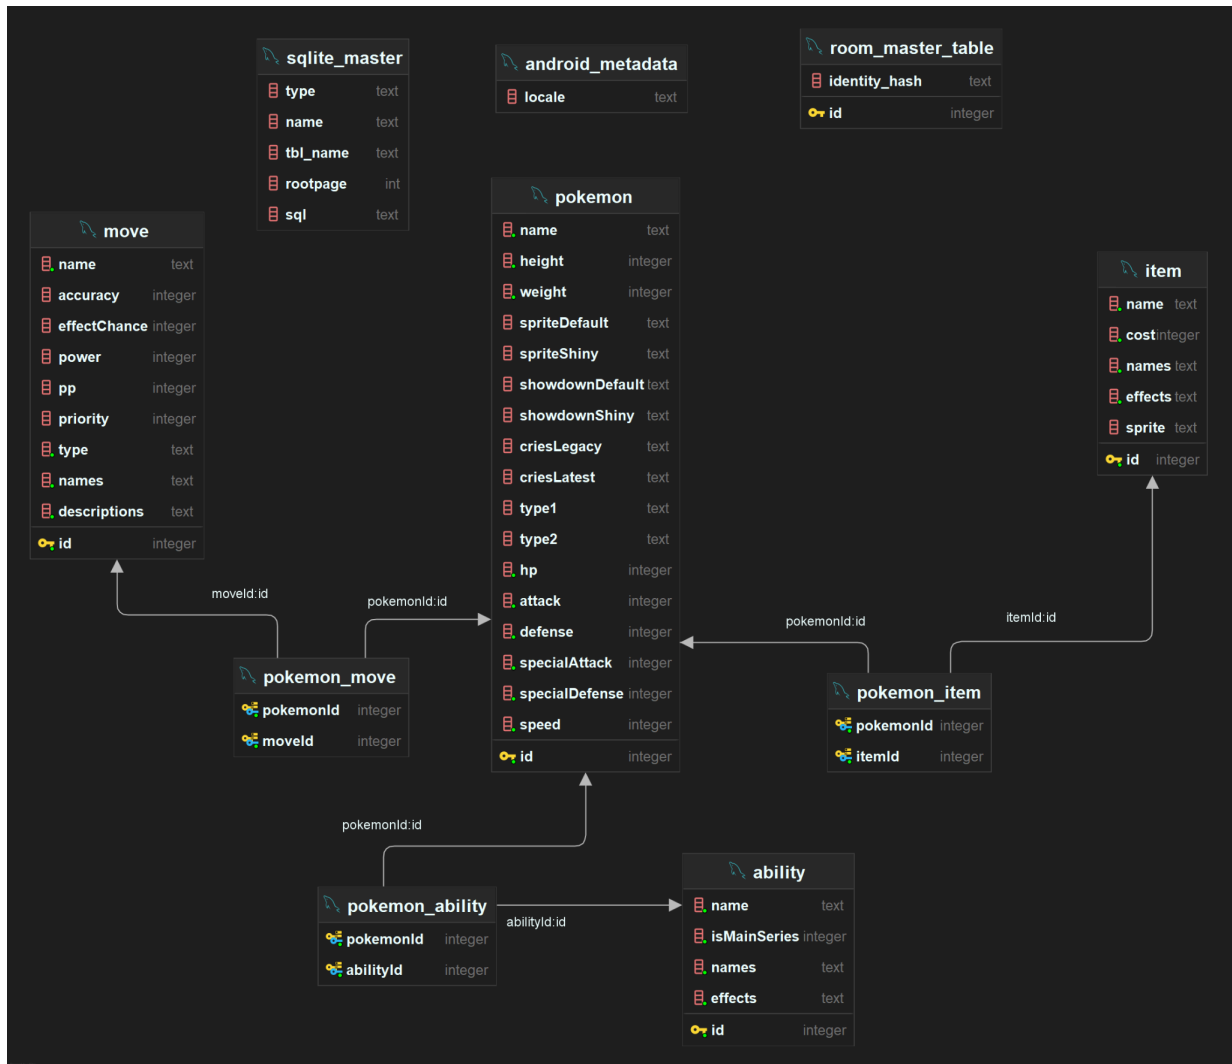 sqlite_master
type text
name text
tbl_name text
rootpage int
sql text
android_metadata
locale text
room_master_table
identity_hash text
id integer
move
name text
accuracy integer
effectChance integer
power integer
pp integer
priority integer
type text
names text
descriptions text
id integer
pokemon
name text
height integer
weight integer
spriteDefault text
spriteShiny text
showdownDefault text
showdownShiny text
criesLegacy text
criesLatest text
type1 text
type2 text
hp integer
attack integer
defense integer
specialAttack integer
specialDefense integer
speed integer
id integer
item
name text
cost integer
names text
effects text
sprite text
id integer
moveId:id
pokemonId:id
pokemonId:id
itemId:id
pokemon_move
pokemonId integer
moveId integer
pokemon_item
pokemonId integer
itemId integer
pokemonId:id
pokemon_ability
pokemonId integer
abilityId integer
abilityId:id
ability
name text
isMainSeries integer
names text
effects text
id integer